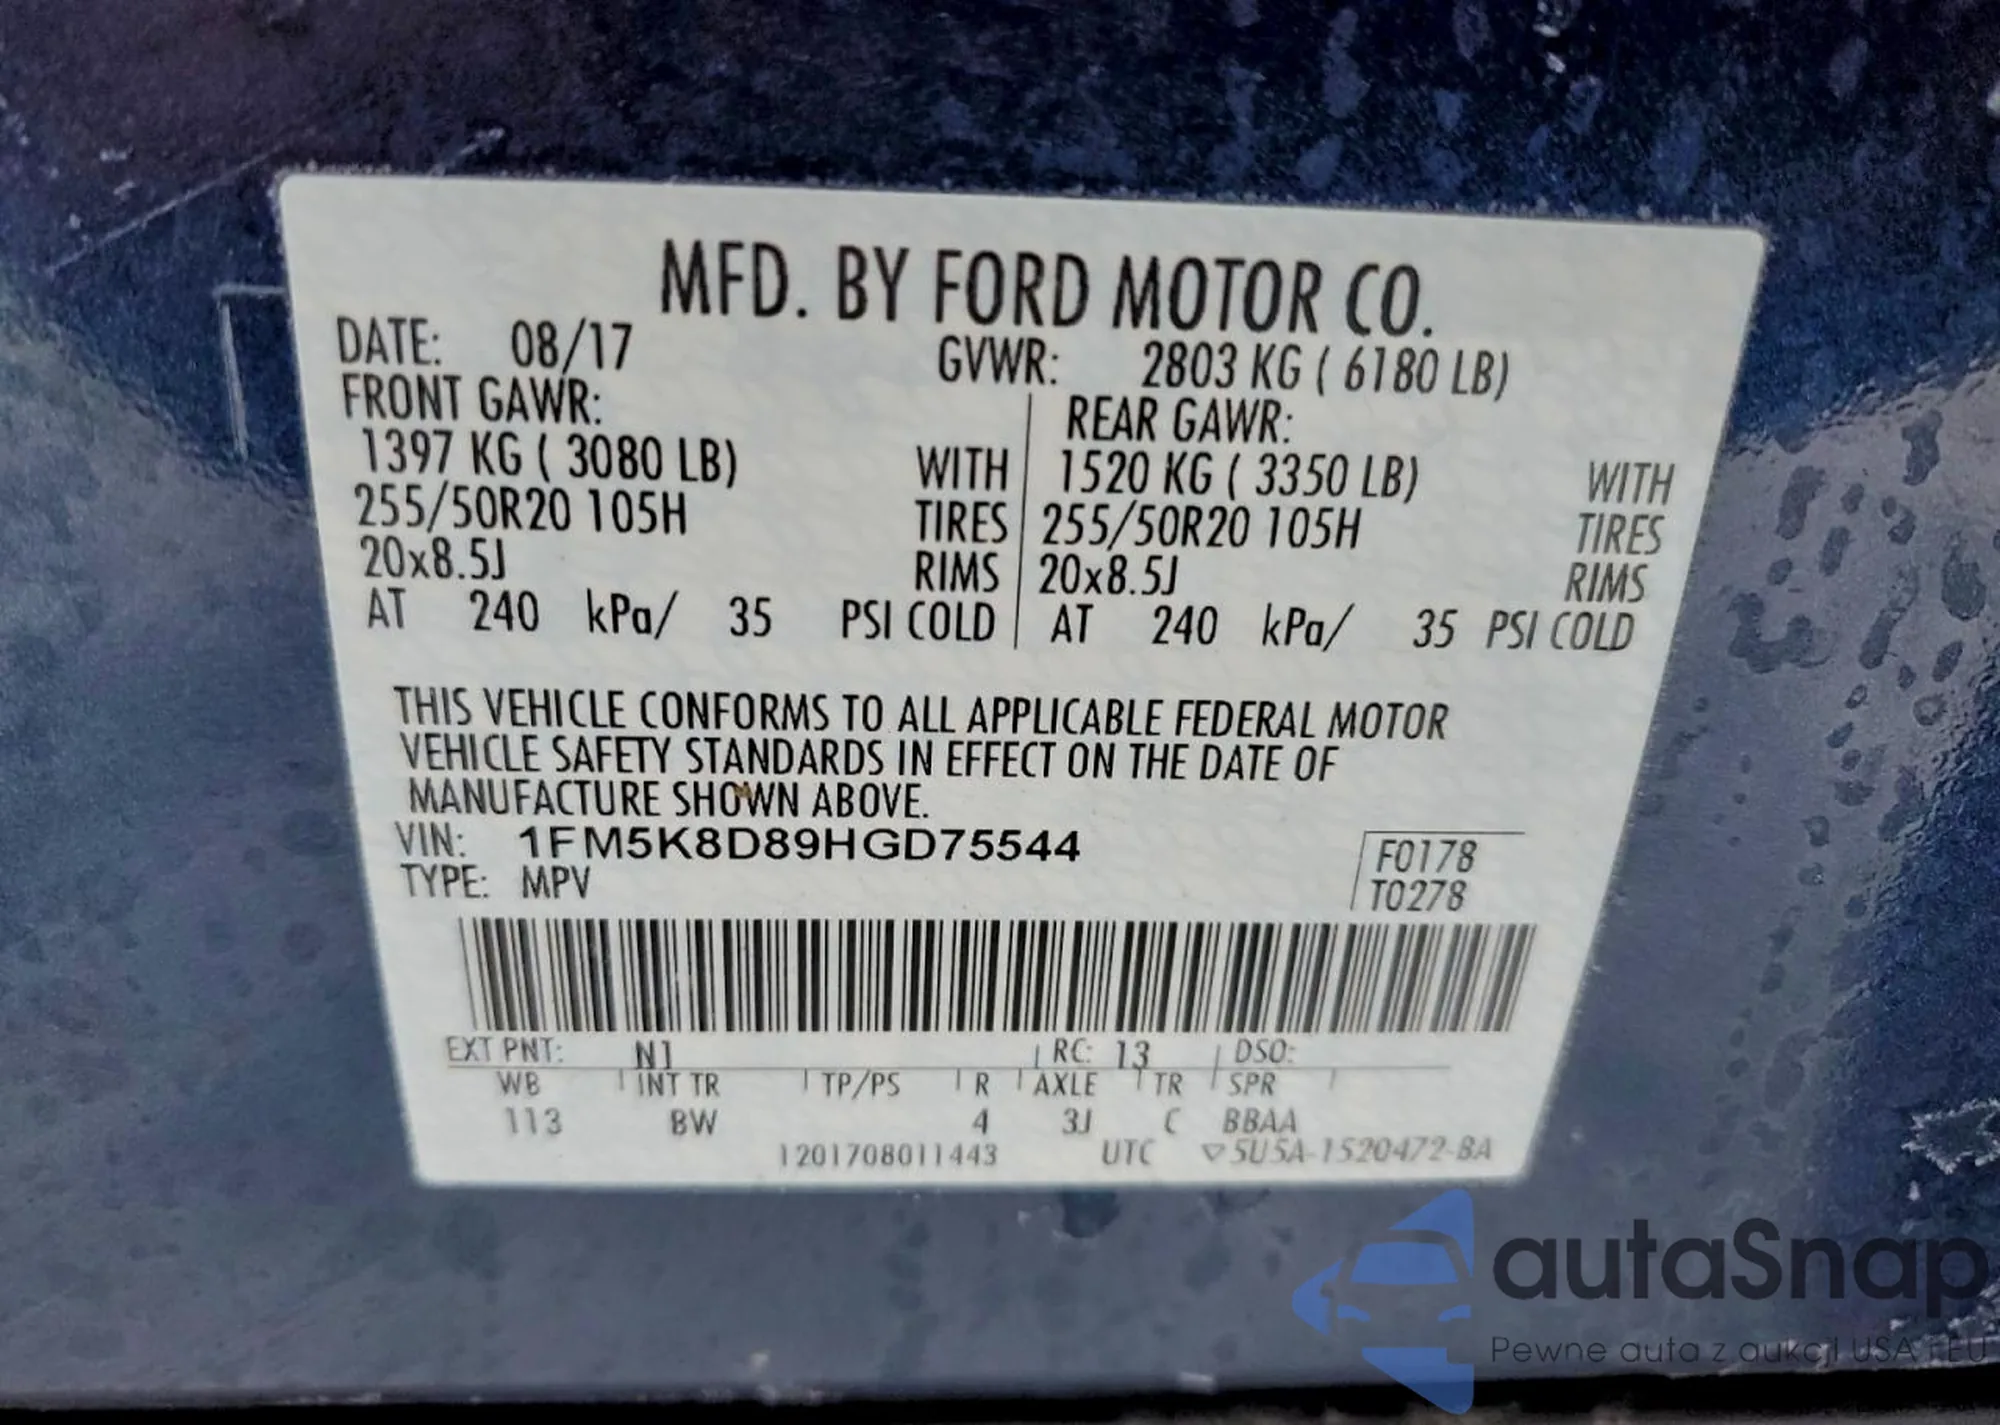 MFD. BY FORD MOTOR CO.
DATE: 08/17 GVWR: 2803 KG ( 6180 LB)
FRONT GAWR: REAR GAWR:
1397 KG ( 3080 LB) WITH 1520 KG ( 3350 LB) WITH
255/50R20 105H TIRES 255/50R20 105H TIRES
20x8.5J RIMS 20x8.5J RIMS
AT 240 kPa/ 35 PSI COLD AT 240 kPa/ 35 PSI COLD
THIS VEHICLE CONFORMS TO ALL APPLICABLE FEDERAL MOTOR
VEHICLE SAFETY STANDARDS IN EFFECT ON THE DATE OF
MANUFACTURE SHOWN ABOVE.
VIN: 1FM5K8D89HGD75544
TYPE: MPV
F0178
T0278
EXT PNT: N1 RC: 13 DSO:
WB INT TR TP/PS R AXLE TR SPR
113 BW 4 3J C BBAA
1201708011443 UTC ▽5U5A-1520472-BA
autaSnap
Pewne auta z aukcji USA i EU